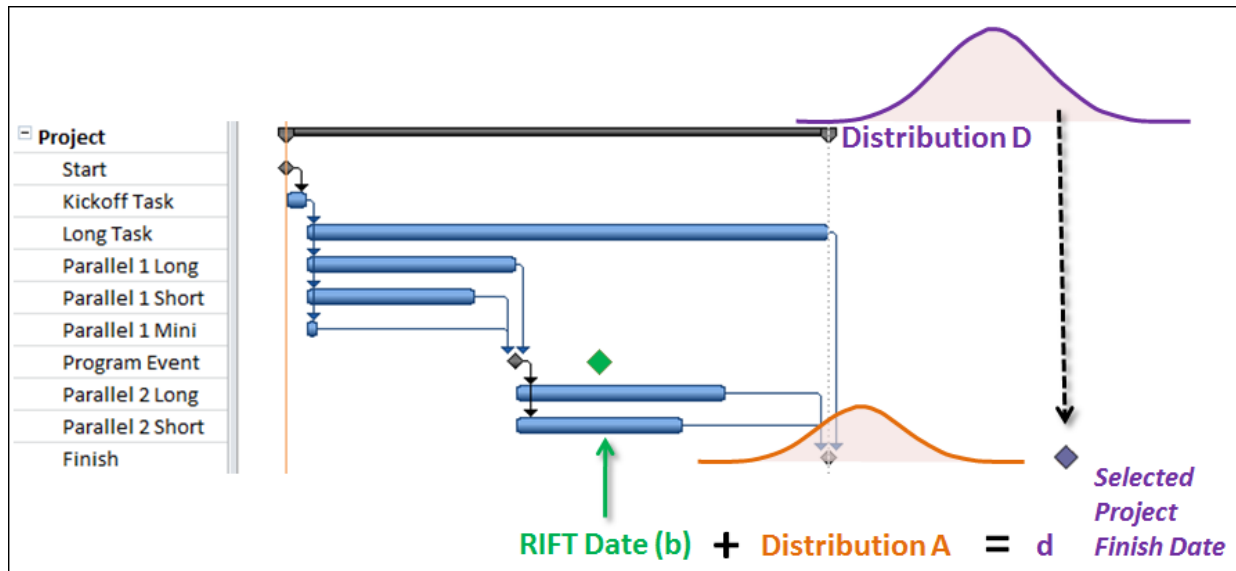 Project
Distribution D
Start
Kickoff Task
Long Task
Parallel 1 Long
Parallel 1 Short
Parallel 1 Mini
Program Event
Parallel 2 Long
Parallel 2 Short
Finish
Selected
Project
Finish Date
RIFT Date (b) + Distribution A = d